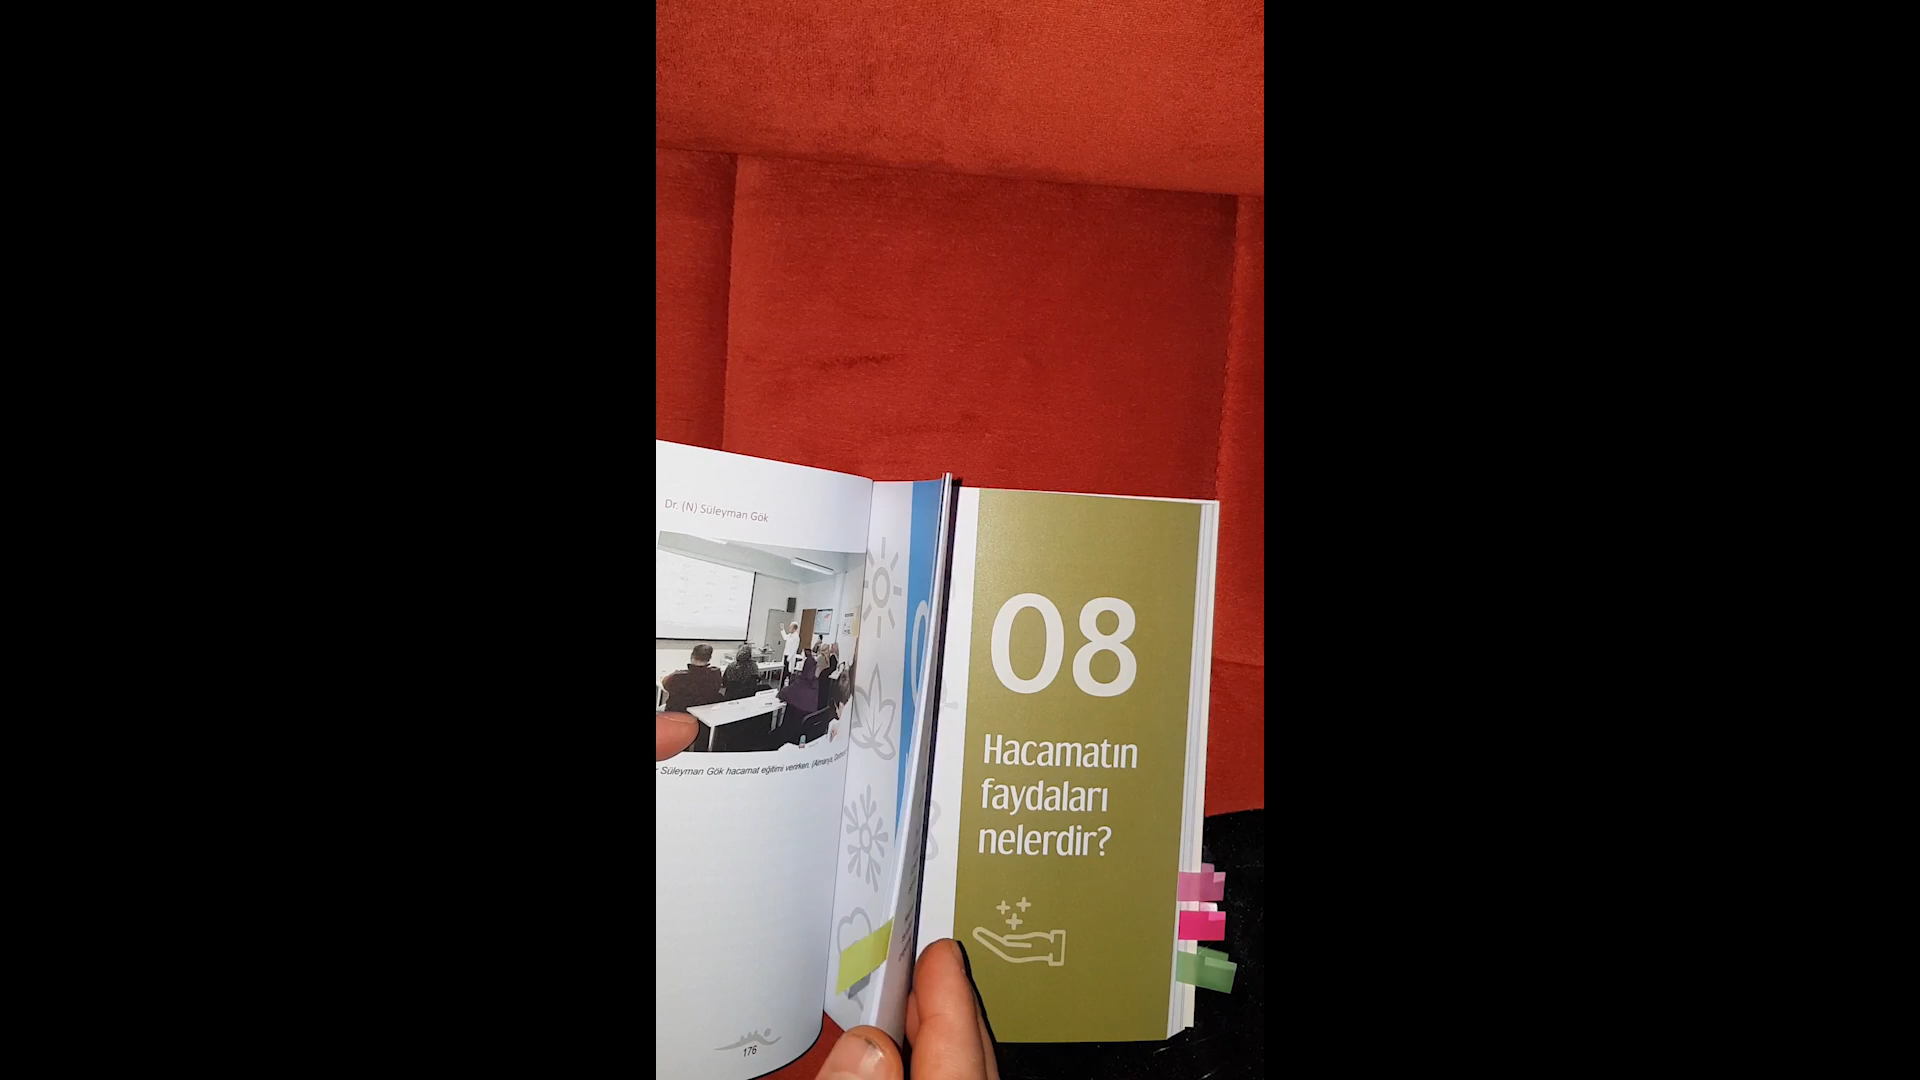 Dr. (N) Süleyman Gök
Süleyman Gök hacamat eğitimi verirken. (Almanya,
176
08
Hacamatın
faydaları
nelerdir?